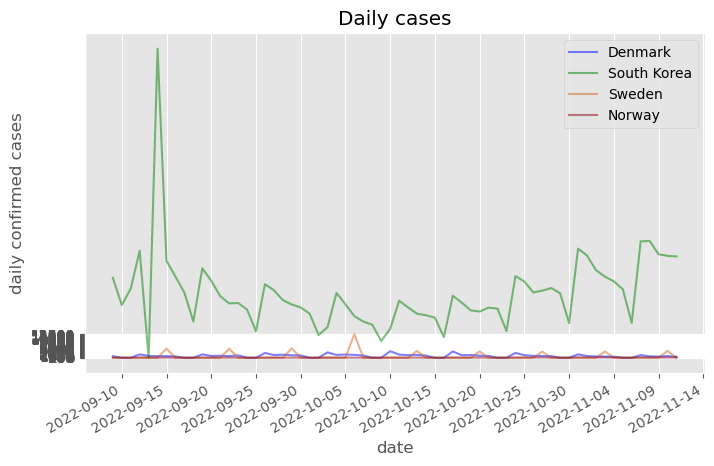 Daily cases
Denmark
South Korea
Sweden
Norway
daily confirmed cases
2022-09-10
2022-09-15
2022-09-20
2022-09-25
2022-09-30
2022-10-05
2022-10-10
2022-10-15
2022-10-20
2022-10-25
2022-10-30
2022-11-04
2022-11-09
2022-11-14
date